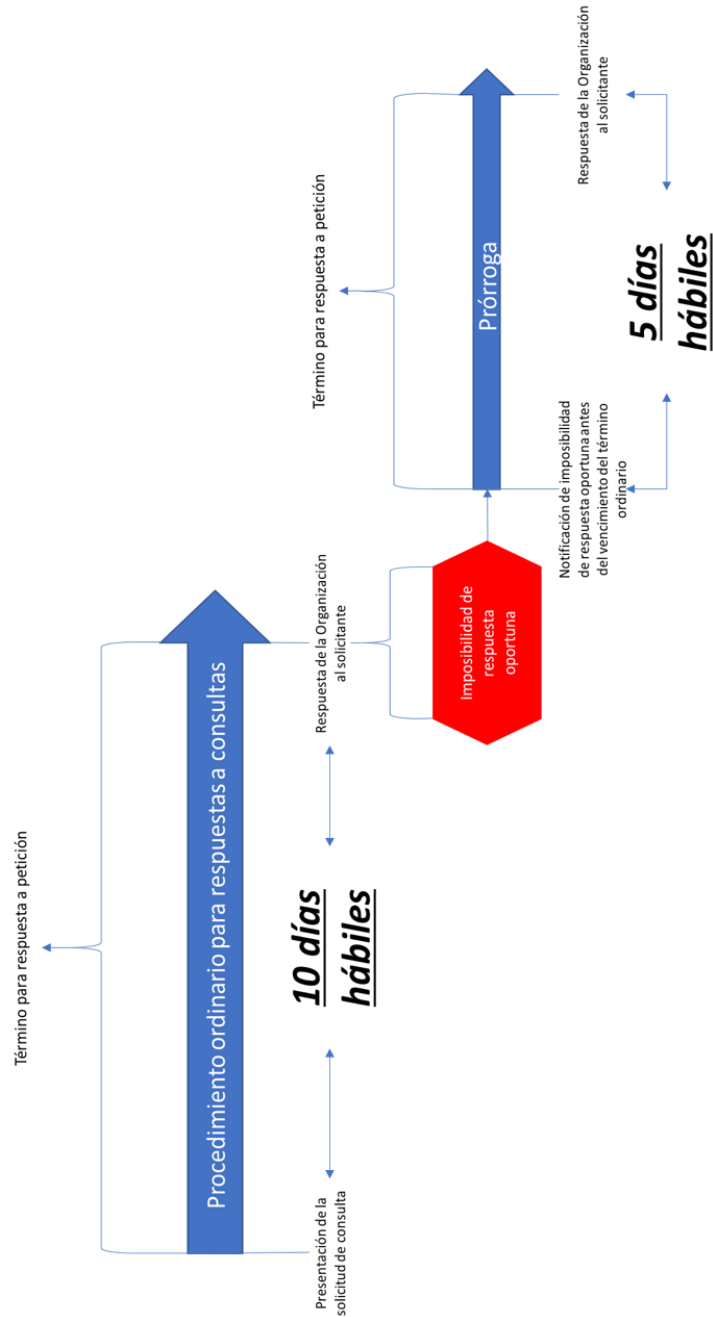 Término para respuesta a petición
Procedimiento ordinario para respuestas a consultas
Presentación de la
solicitud de consulta
10 días
hábiles
Respuesta de la Organización
al solicitante
Imposibilidad de
respuesta
oportuna
Término para respuesta a petición
Prórroga
Notificación de imposibilidad
de respuesta oportuna antes
del vencimiento del término
ordinario
5 días
hábiles
Respuesta de la Organización
al solicitante